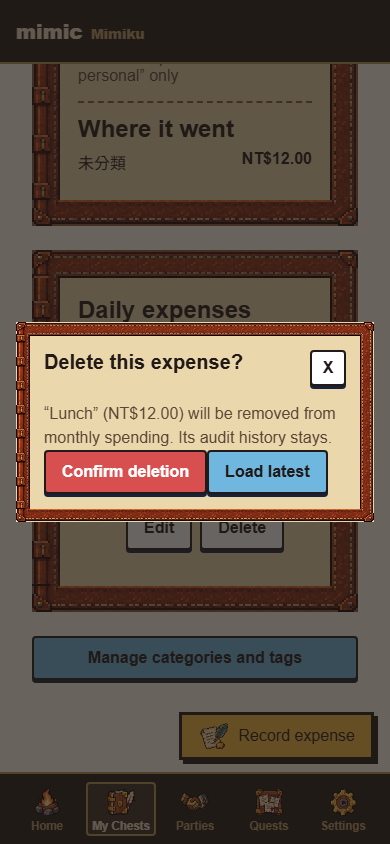 mimic Mimiku
personal” only
Where it went
未分類 NT$12.00
Daily expenses
Delete this expense?
X
“Lunch” (NT$12.00) will be removed from
monthly spending. Its audit history stays.
Confirm deletion Load latest
Edit Delete
Manage categories and tags
Record expense
Home My Chests Parties Quests Settings